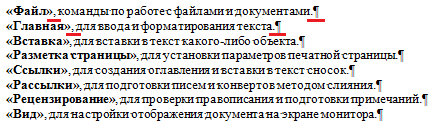 «Файл», команды по работе с файлами и документами.¶
«Главная», для ввода и форматирования текста.¶
«Вставка», для вставки в текст какого-либо объекта.¶
«Разметка страницы», для установки параметров печатной страницы.¶
«Ссылки», для создания оглавления и вставки в текст сносок.¶
«Рассылки», для подготовки писем и конвертов методом слияния.¶
«Рецензирование», для проверки правописания и подготовки примечаний.¶
«Вид», для настройки отображения документа на экране монитора.¶